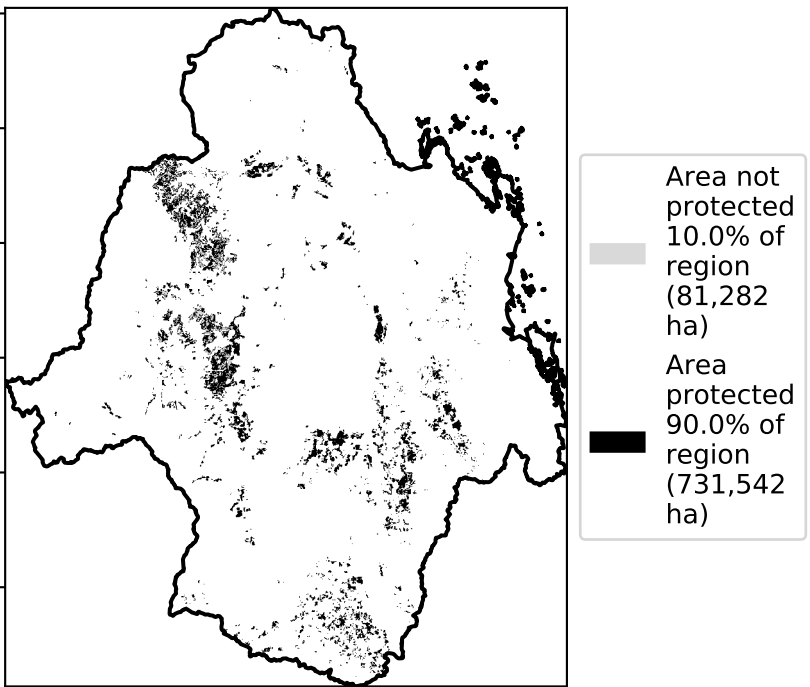 Area not
protected
10.0% of
region
(81,282
ha)
Area
protected
90.0% of
region
(731,542
ha)